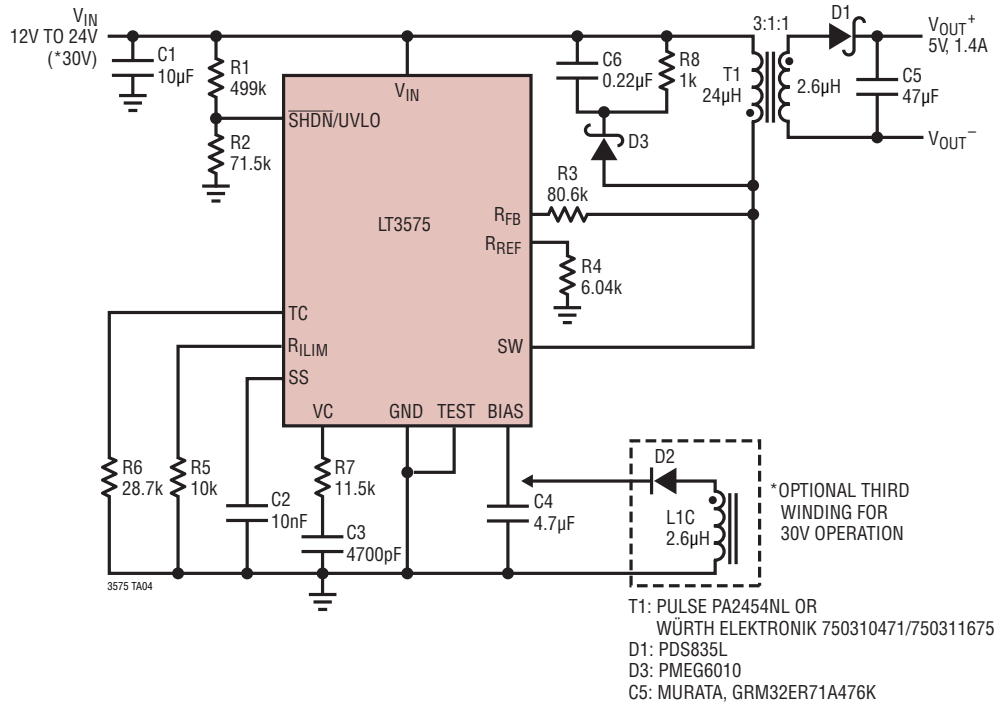 VIN
12V TO 24V
(*30V)
C1
10µF
R1
499k
R2
71.5k
VIN
SHDN/UVLO
LT3575
RFB
RREF
SW
TC
RILIM
SS
VC
GND
TEST
BIAS
C6
0.22µF
R8
1k
D3
R3
80.6k
R4
6.04k
3:1:1
T1
24µH
2.6µH
D1
VOUT+
5V, 1.4A
C5
47µF
VOUT–
R6
28.7k
R5
10k
C2
10nF
R7
11.5k
C3
4700pF
C4
4.7µF
D2
L1C
2.6µH
*OPTIONAL THIRD
WINDING FOR
30V OPERATION
3575 TA04
T1: PULSE PA2454NL OR
WÜRTH ELEKTRONIK 750310471/750311675
D1: PDS835L
D3: PMEG6010
C5: MURATA, GRM32ER71A476K